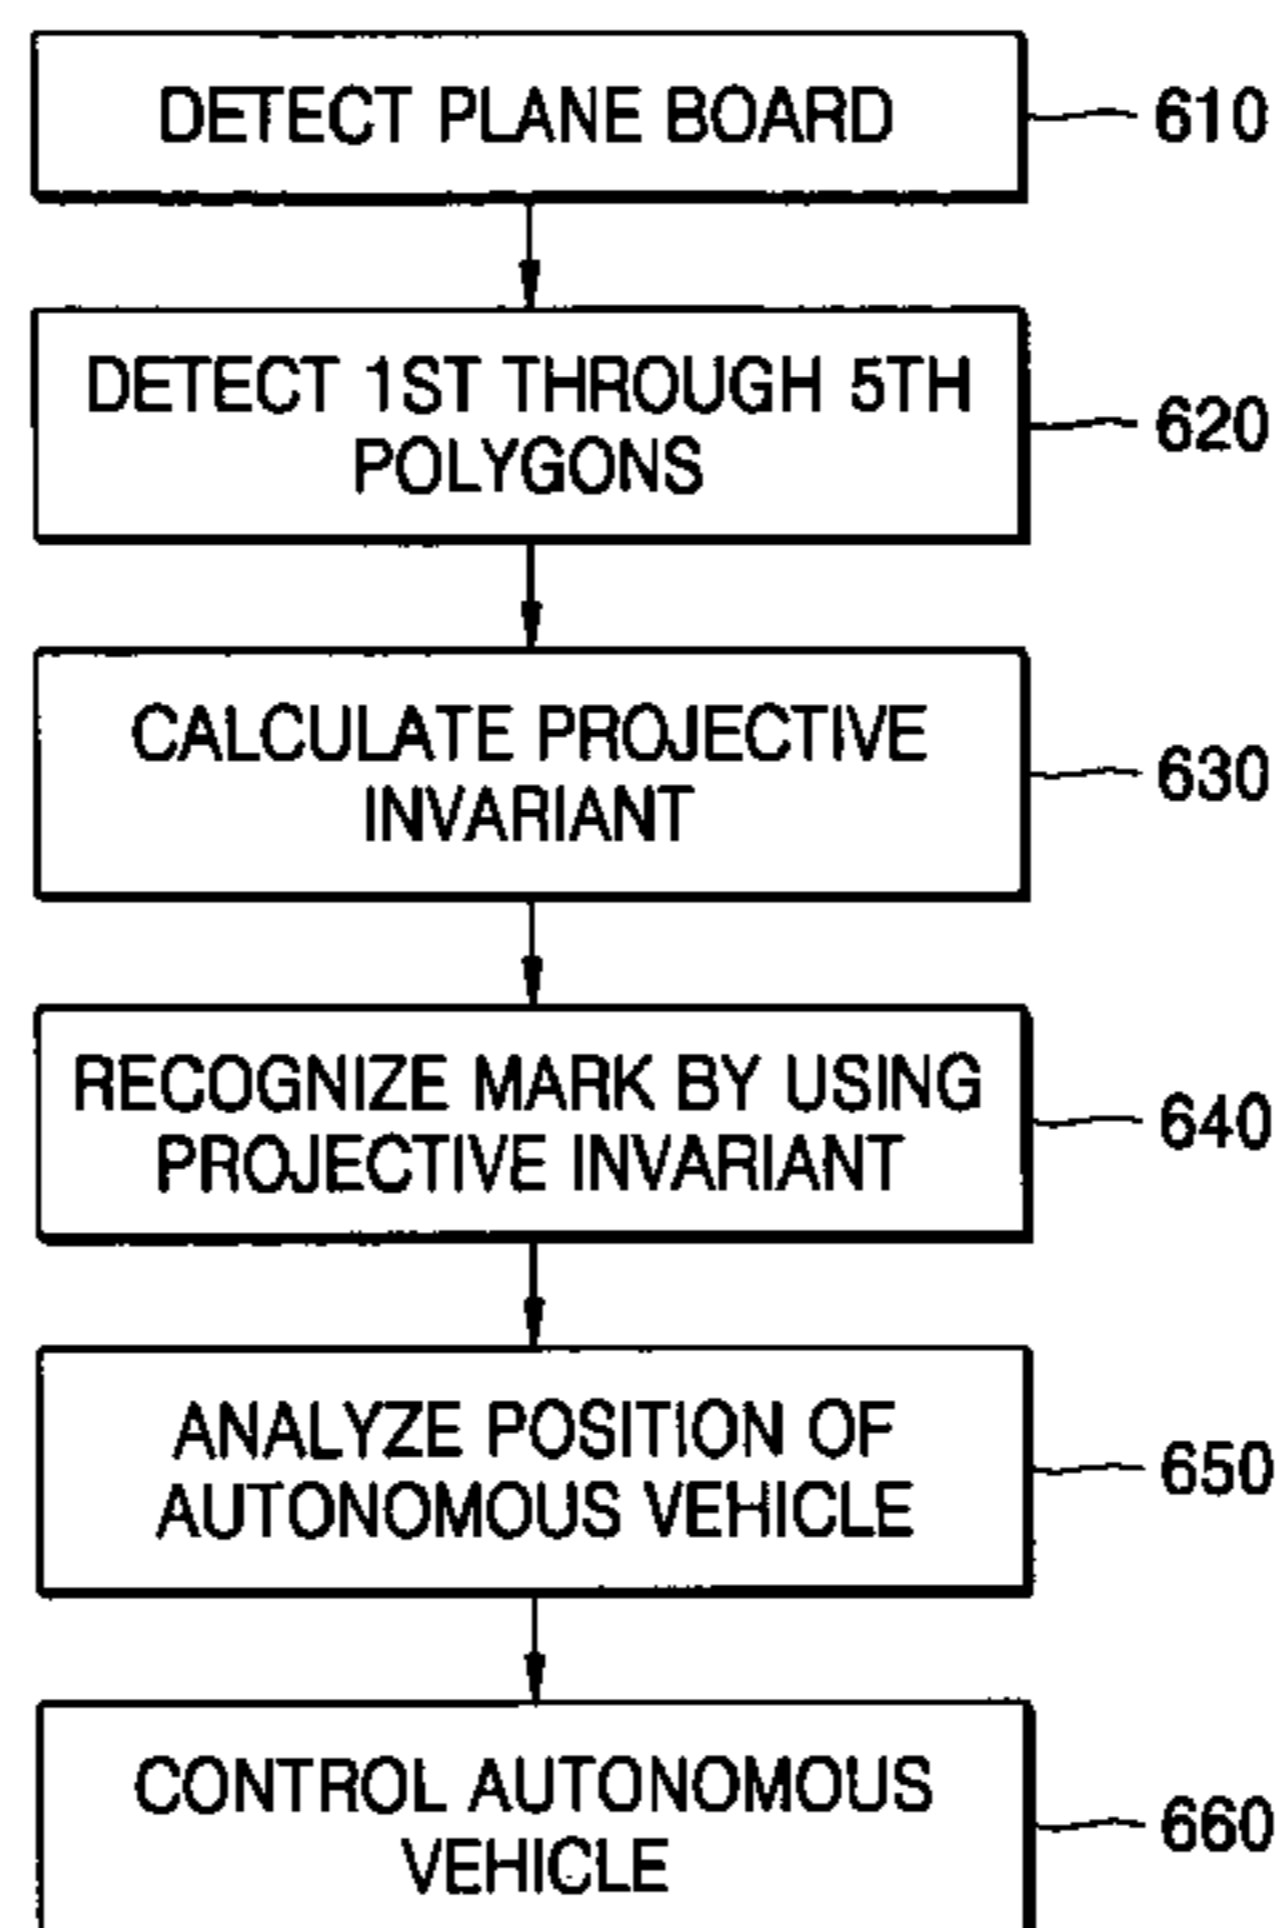 DETECT PLANE BOARD
610
DETECT 1ST THROUGH 5TH
POLYGONS
620
CALCULATE PROJECTIVE
INVARIANT
630
RECOGNIZE MARK BY USING
PROJECTIVE INVARIANT
640
ANALYZE POSITION OF
AUTONOMOUS VEHICLE
650
CONTROL AUTONOMOUS
VEHICLE
660